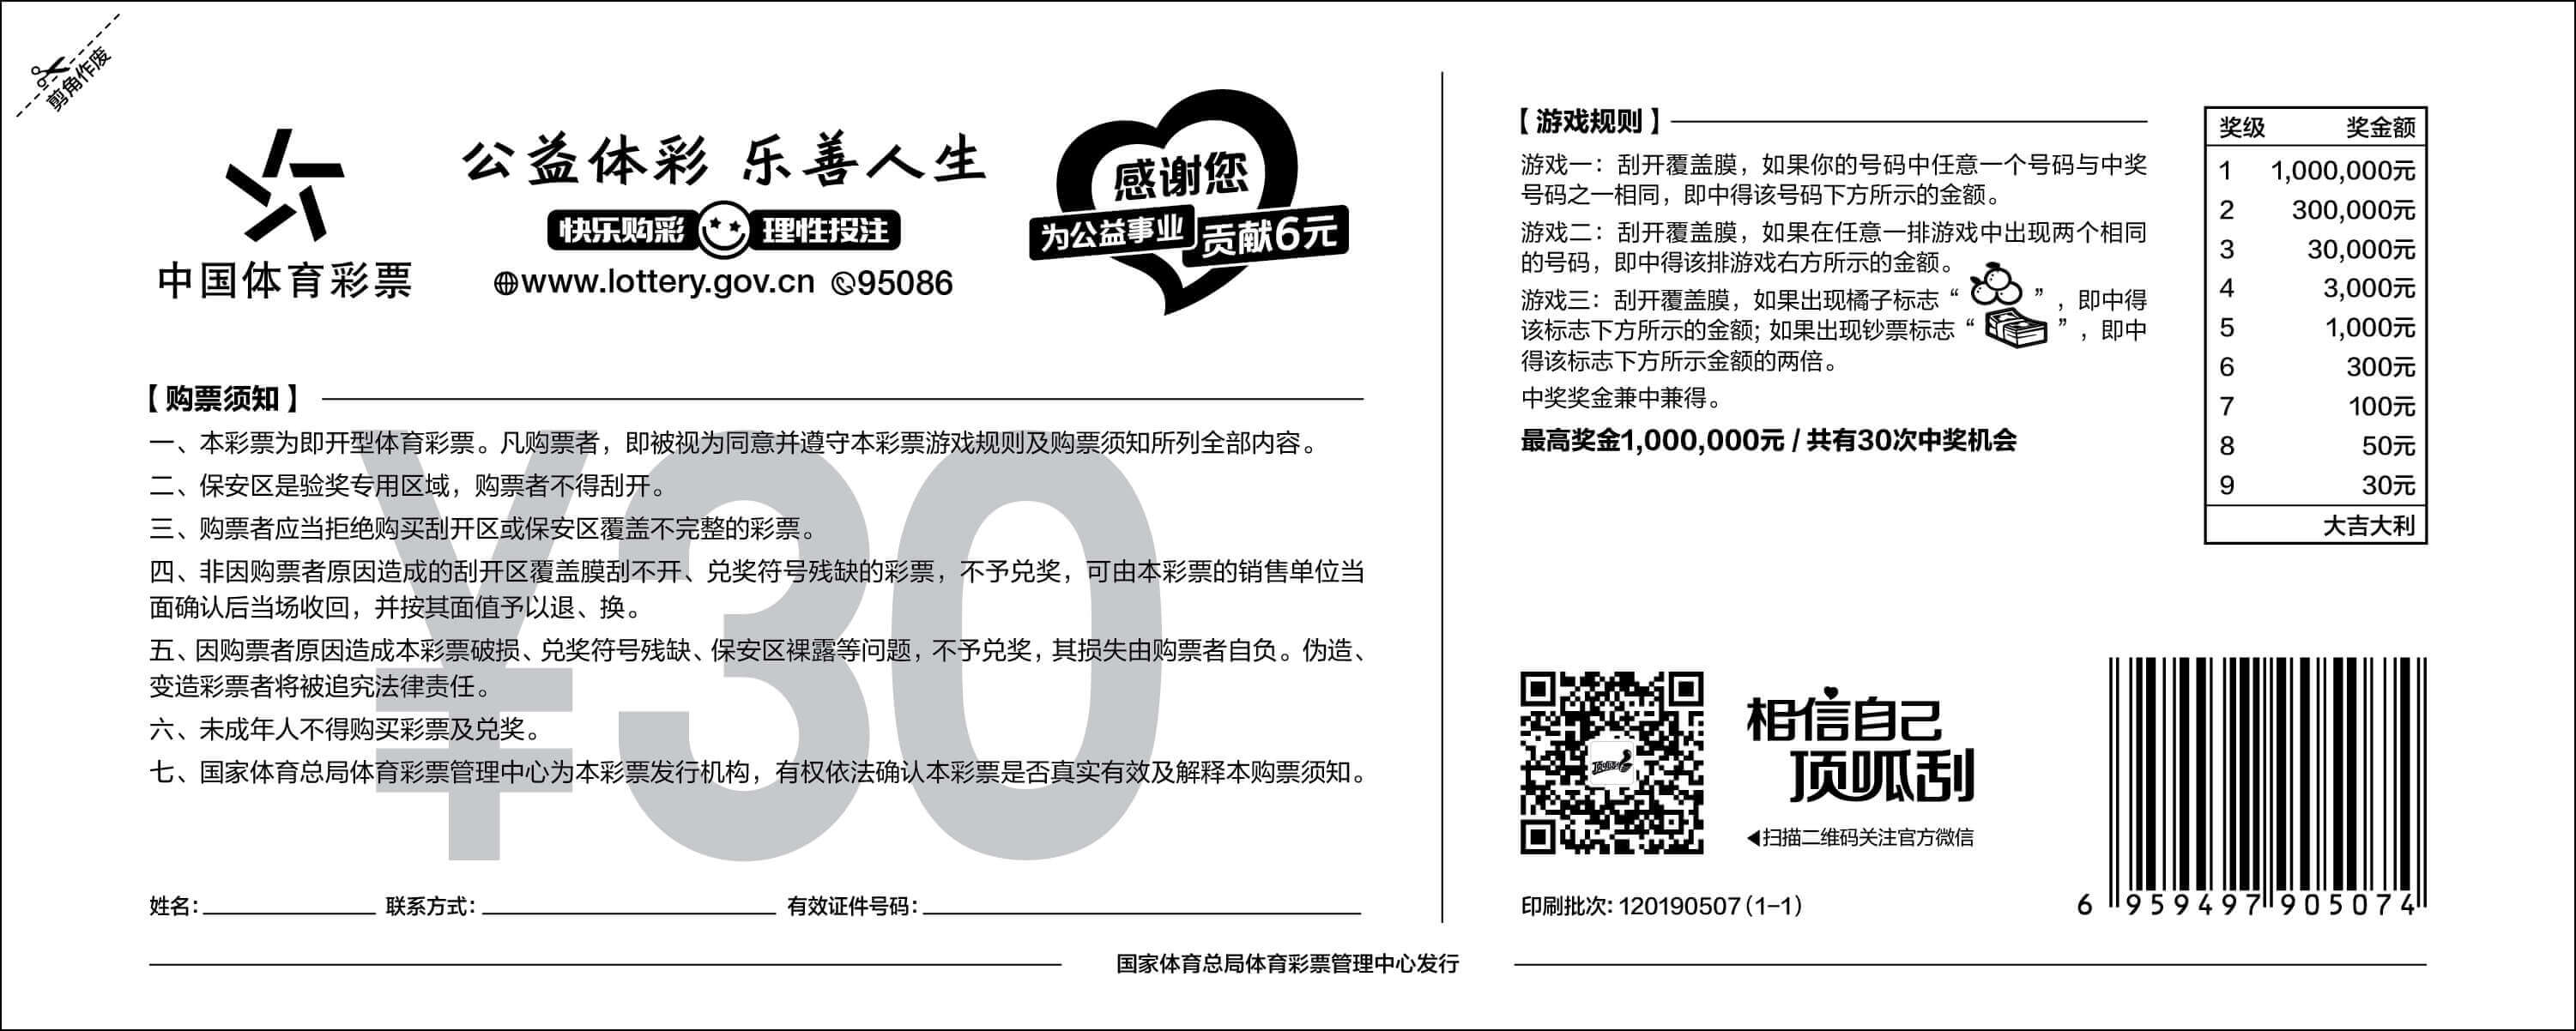 剪角作废
中国体育彩票
公益体彩 乐善人生
快乐购彩 理性投注
www.lottery.gov.cn 95086
感谢您
为公益事业 贡献6元
【购票须知】
¥30
一、本彩票为即开型体育彩票。凡购票者，即被视为同意并遵守本彩票游戏规则及购票须知所列全部内容。
二、保安区是验奖专用区域，购票者不得刮开。
三、购票者应当拒绝购买刮开区或保安区覆盖不完整的彩票。
四、非因购票者原因造成的刮开区覆盖膜刮不开、兑奖符号残缺的彩票，不予兑奖，可由本彩票的销售单位当
面确认后当场收回，并按其面值予以退、换。
五、因购票者原因造成本彩票破损、兑奖符号残缺、保安区裸露等问题，不予兑奖，其损失由购票者自负。伪造、
变造彩票者将被追究法律责任。
六、未成年人不得购买彩票及兑奖。
七、国家体育总局体育彩票管理中心为本彩票发行机构，有权依法确认本彩票是否真实有效及解释本购票须知。
姓名： 联系方式： 有效证件号码：
【游戏规则】
游戏一：刮开覆盖膜，如果你的号码中任意一个号码与中奖
号码之一相同，即中得该号码下方所示的金额。
游戏二：刮开覆盖膜，如果在任意一排游戏中出现两个相同
的号码，即中得该排游戏右方所示的金额。
游戏三：刮开覆盖膜，如果出现橘子标志“ ”，即中得
该标志下方所示的金额；如果出现钞票标志“ ”，即中
得该标志下方所示金额的两倍。
中奖奖金兼中兼得。
最高奖金1,000,000元 / 共有30次中奖机会
奖级 奖金额
1 1,000,000元
2 300,000元
3 30,000元
4 3,000元
5 1,000元
6 300元
7 100元
8 50元
9 30元
大吉大利
顶呱刮
相信自己
顶呱刮
◀扫描二维码关注官方微信
印刷批次：120190507（1-1）
6 959497 905074
国家体育总局体育彩票管理中心发行